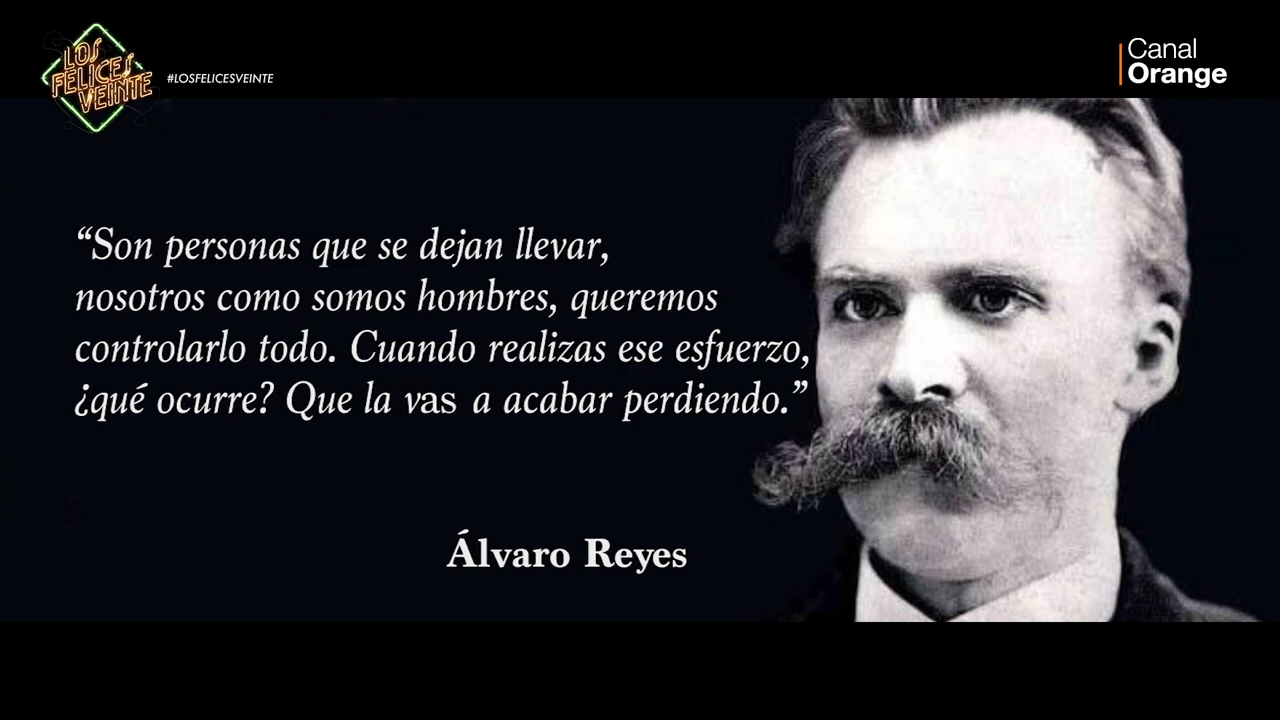 LOS
FELICES
VEINTE
#LOSFELICESVEINTE
Canal
Orange
“Son personas que se dejan llevar,
nosotros como somos hombres, queremos
controlarlo todo. Cuando realizas ese esfuerzo,
¿qué ocurre? Que la vas a acabar perdiendo.”
Álvaro Reyes